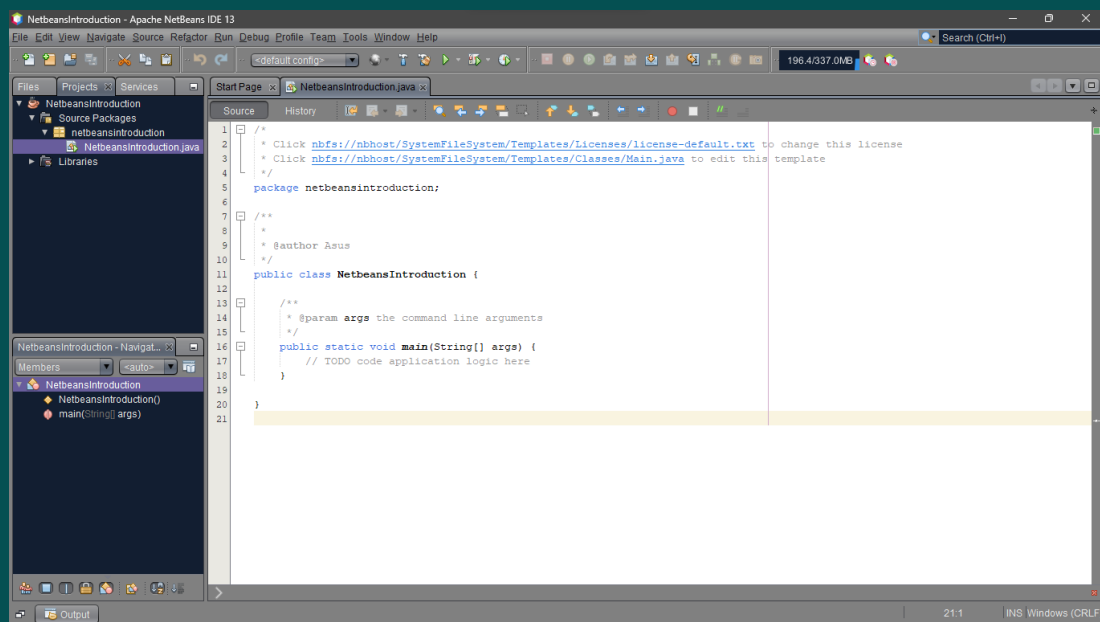 NetbeansIntroduction - Apache NetBeans IDE 13
File Edit View Navigate Source Refactor Run Debug Profile Team Tools Window Help
Search (Ctrl+I)
<default config>
196.4/337.0MB
Files Projects Services
Start Page NetbeansIntroduction.java
NetbeansIntroduction
Source Packages
netbeansintroduction
NetbeansIntroduction.java
Libraries
Source History
1 /*
2 * Click nbfs://nbhost/SystemFileSystem/Templates/Licenses/license-default.txt to change this license
3 * Click nbfs://nbhost/SystemFileSystem/Templates/Classes/Main.java to edit this template
4 */
5 package netbeansintroduction;
6
7 /**
8 *
9 * @author Asus
10 */
11 public class NetbeansIntroduction {
12
13 /**
14 * @param args the command line arguments
15 */
16 public static void main(String[] args) {
17 // TODO code application logic here
18 }
19
20 }
21
NetbeansIntroduction - Navigat...
Members <auto>
NetbeansIntroduction
NetbeansIntroduction()
main(String[] args)
Output
21:1 INS Windows (CRLF